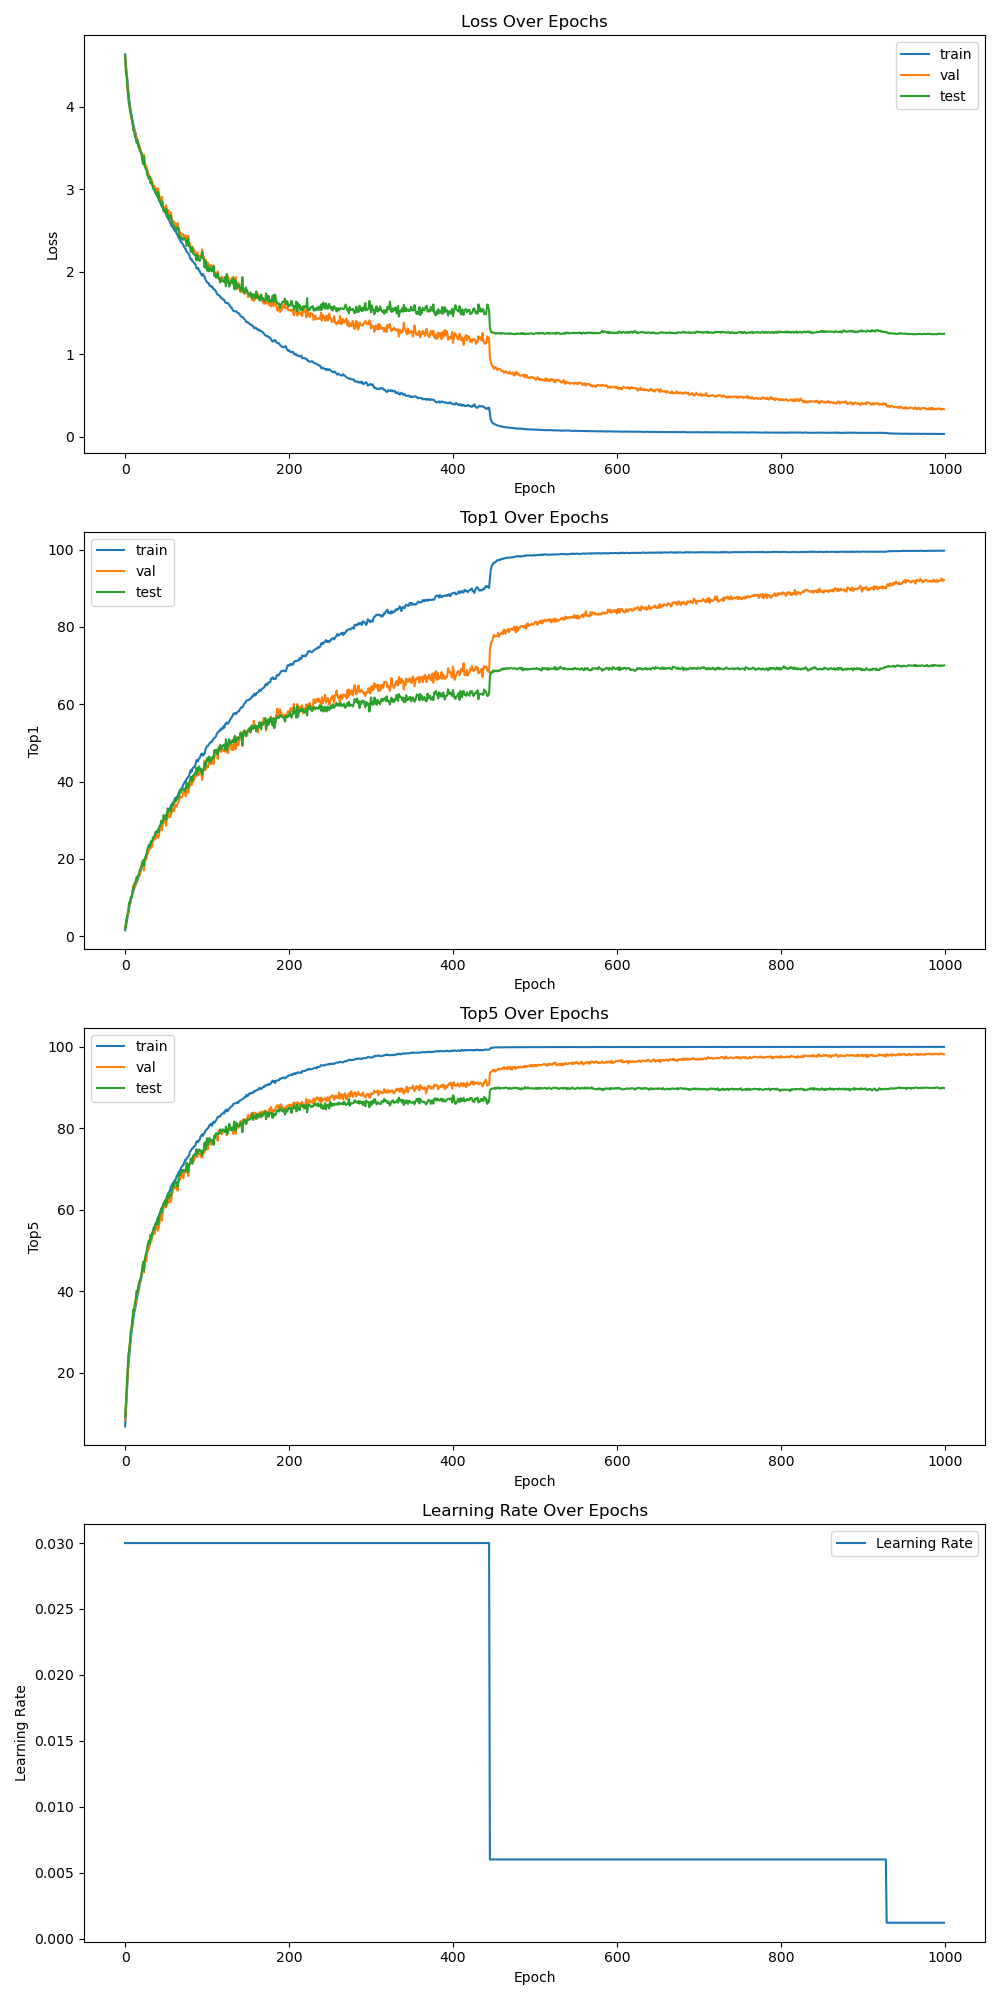 Loss Over Epochs
train
val
test
4
3
2
1
0
Loss
0 200 400 600 800 1000
Epoch
Top1 Over Epochs
train
val
test
100
80
60
40
20
0
Top1
0 200 400 600 800 1000
Epoch
Top5 Over Epochs
train
val
test
100
80
60
40
20
Top5
0 200 400 600 800 1000
Epoch
Learning Rate Over Epochs
Learning Rate
0.030
0.025
0.020
0.015
0.010
0.005
0.000
Learning Rate
0 200 400 600 800 1000
Epoch